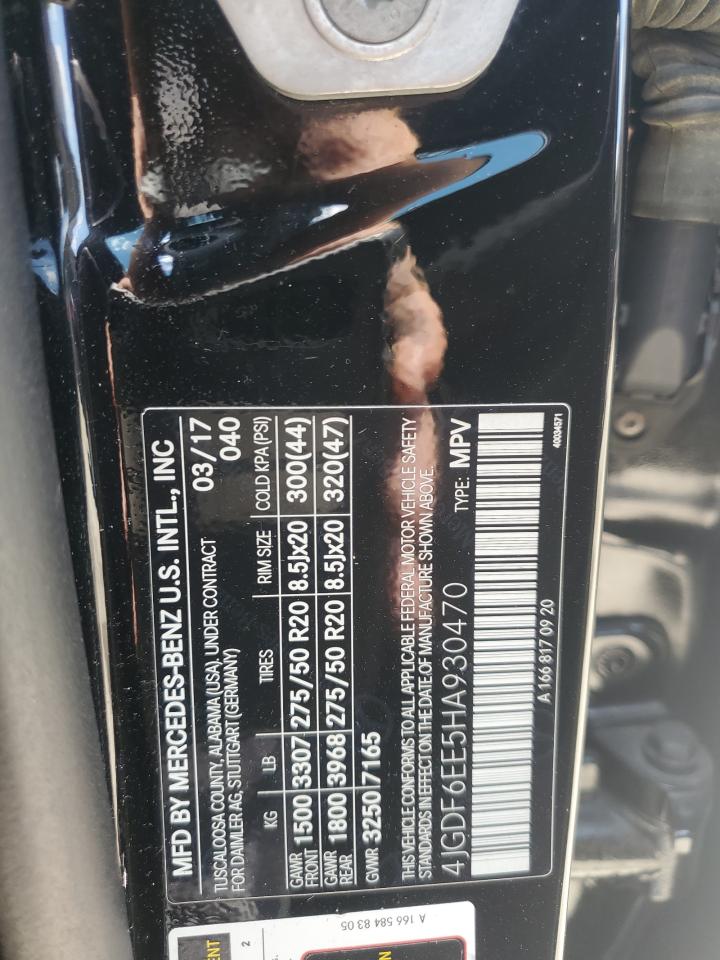 MFD BY MERCEDES-BENZ U.S. INTL., INC
TUSCALOOSA COUNTY, ALABAMA (USA), UNDER CONTRACT 03/17
FOR DAIMLER AG, STUTTGART (GERMANY) 040
KG LB TIRES RIM SIZE COLD KPA (PSI)
GAWR FRONT 1500 3307 275/50 R20 8.5Jx20 300(44)
GAWR REAR 1800 3968 275/50 R20 8.5Jx20 320(47)
GVWR 3250 7165
THIS VEHICLE CONFORMS TO ALL APPLICABLE FEDERAL MOTOR VEHICLE SAFETY
STANDARDS IN EFFECT ON THE DATE OF MANUFACTURE SHOWN ABOVE.
4JGDF6EE5HA930470 TYPE: MPV
A 166 817 09 20 40034571
A 166 584 83 05
2